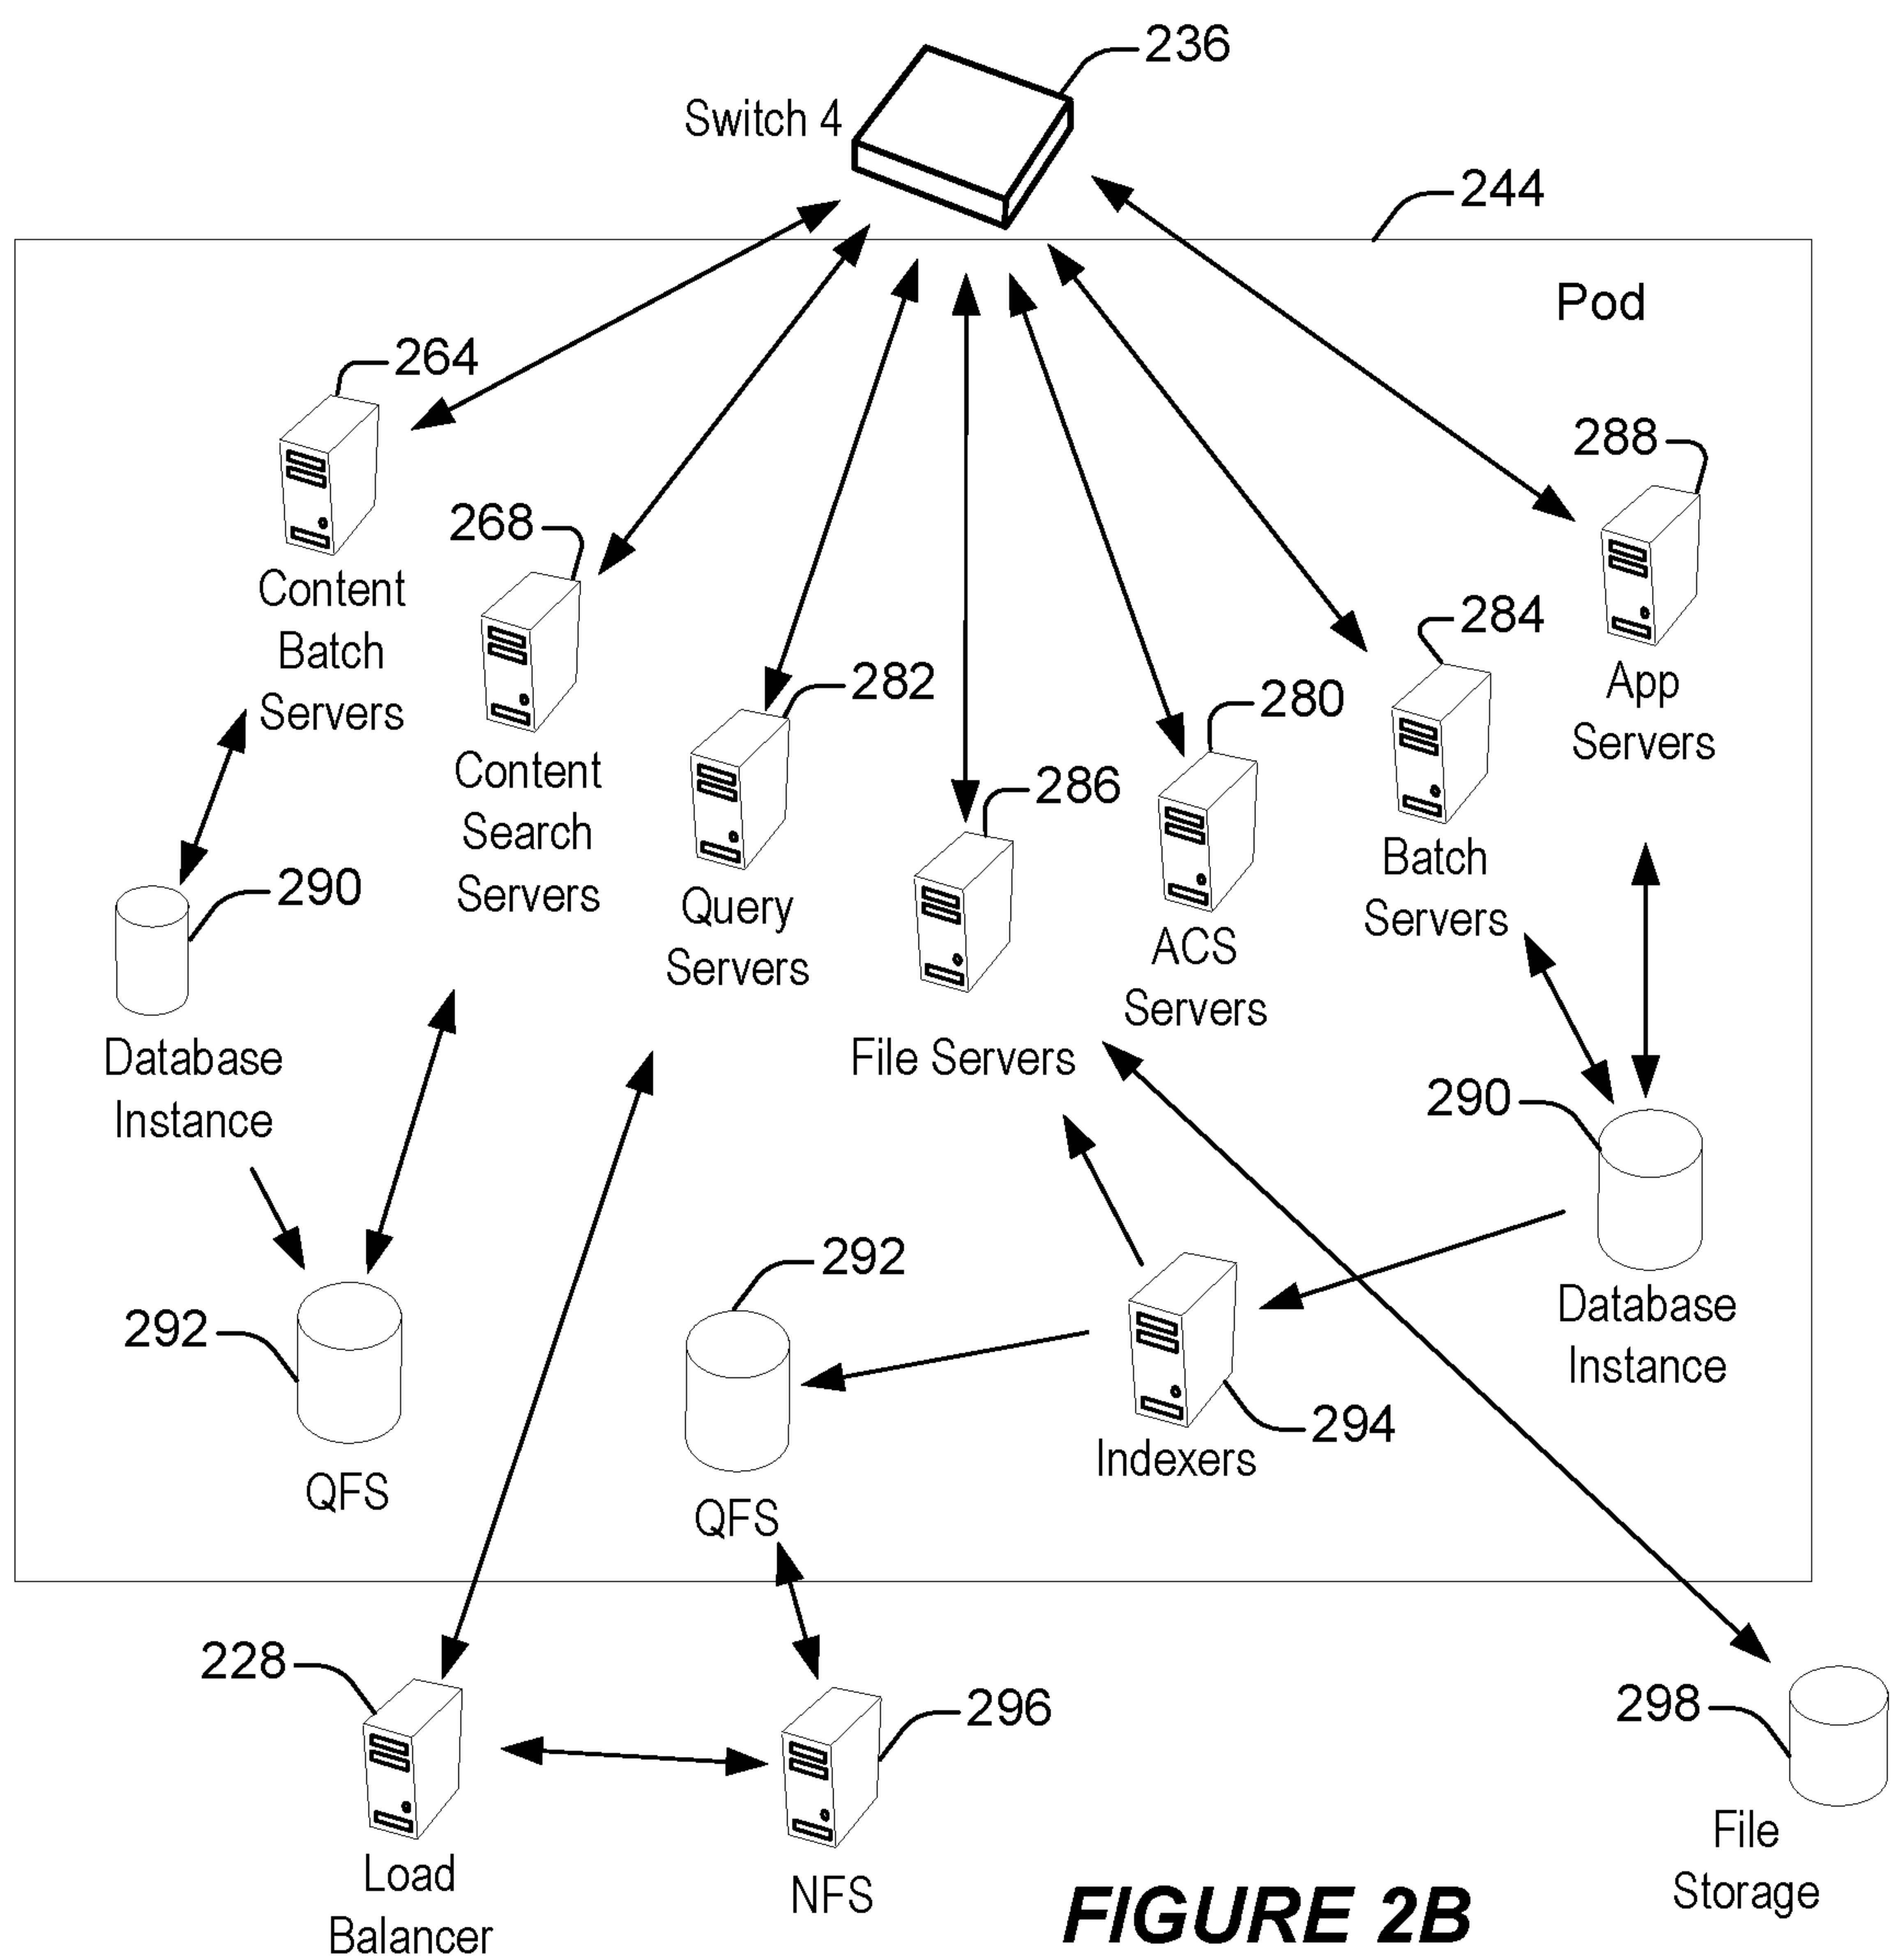 236
Switch 4
244
Pod
264
288
268
Content
Batch
Servers
284
282
App
Servers
280
Content
Search
Servers
286
Batch
Servers
290
Query
Servers
ACS
Servers
Database
Instance
File Servers
290
292
292
Database
Instance
294
Indexers
QFS
QFS
228
296
298
Load
Balancer
NFS
File
Storage
FIGURE 2B